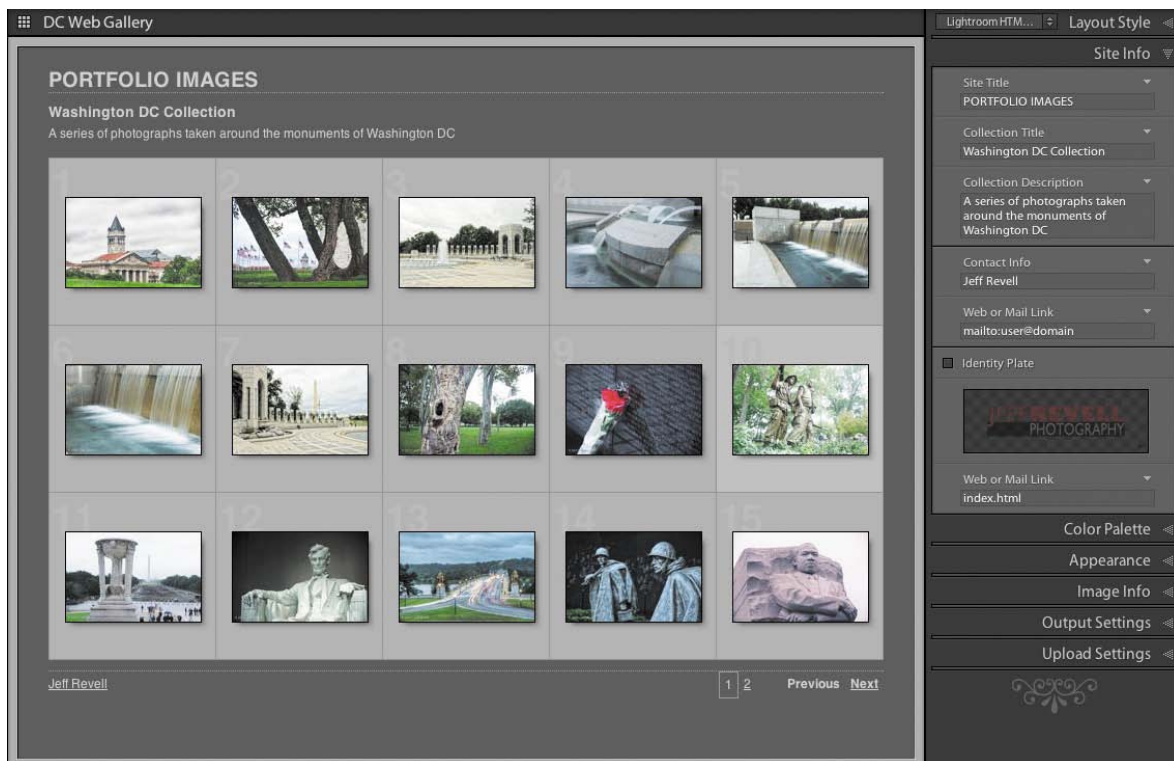 DC Web Gallery
PORTFOLIO IMAGES
Washington DC Collection
A series of photographs taken around the monuments of Washington DC
1
2
3
4
5
6
7
8
9
10
11
12
13
14
15
Jeff Revell
1 2 Previous Next
Lightroom HTM... Layout Style
Site Info
Site Title
PORTFOLIO IMAGES
Collection Title
Washington DC Collection
Collection Description
A series of photographs taken
around the monuments of
Washington DC
Contact Info
Jeff Revell
Web or Mail Link
mailto:user@domain
Identity Plate
REVELL
PHOTOGRAPHY
Web or Mail Link
index.html
Color Palette
Appearance
Image Info
Output Settings
Upload Settings